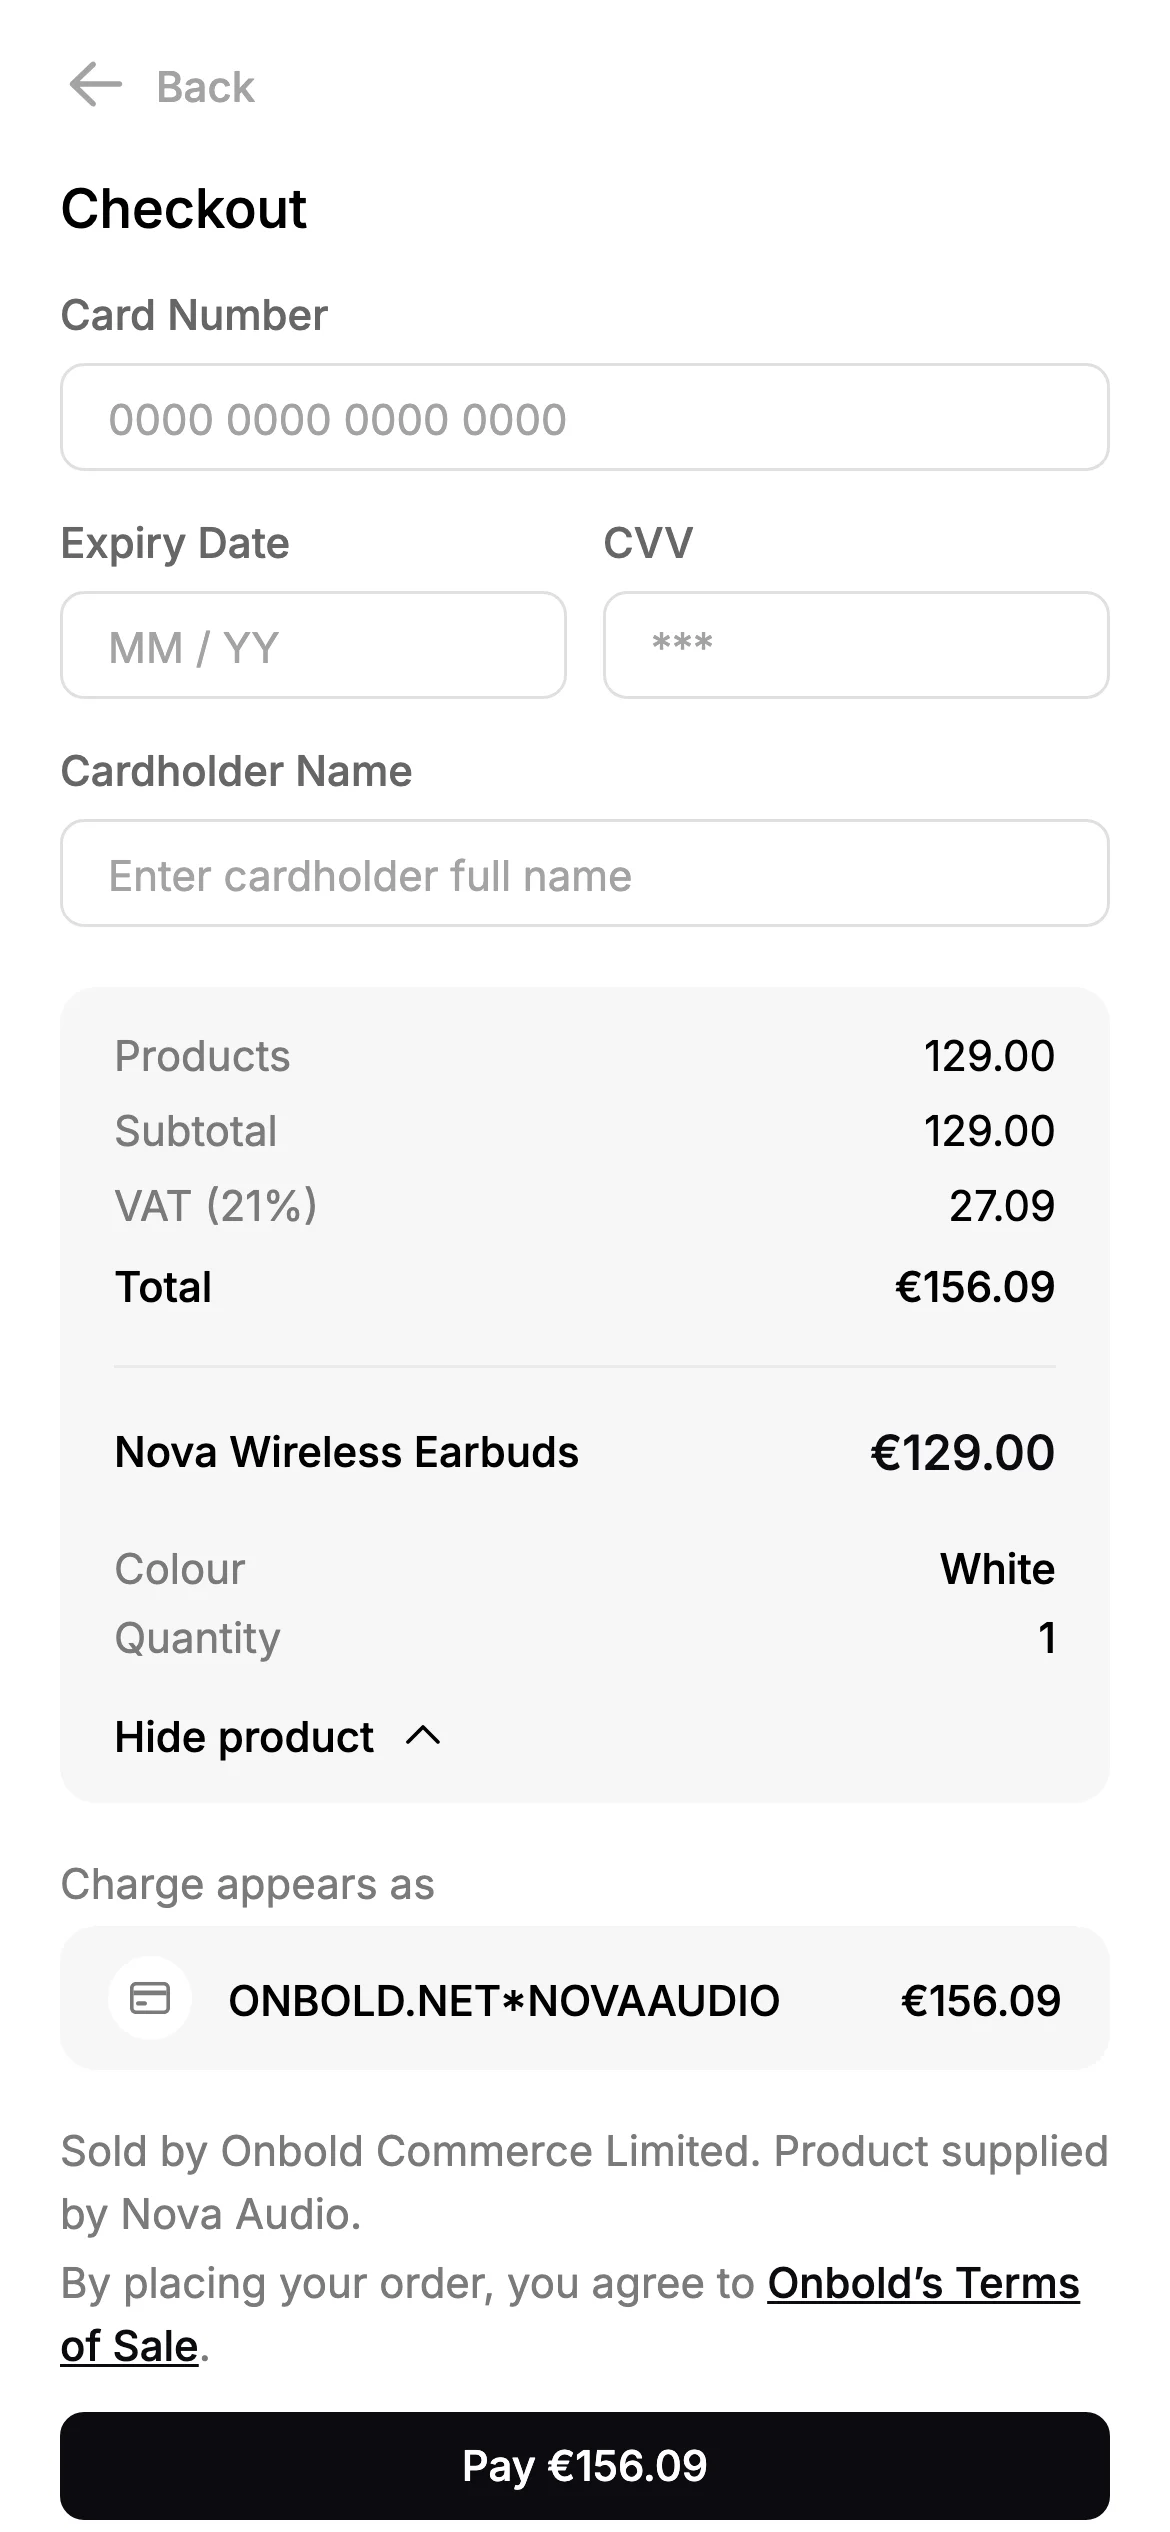 Back
Checkout
Card Number
0000 0000 0000 0000
Expiry Date CVV
MM / YY ***
Cardholder Name
Enter cardholder full name
Products 129.00
Subtotal 129.00
VAT (21%) 27.09
Total €156.09
Nova Wireless Earbuds €129.00
Colour White
Quantity 1
Hide product
Charge appears as
ONBOLD.NET*NOVAAUDIO €156.09
Sold by Onbold Commerce Limited. Product supplied
by Nova Audio.
By placing your order, you agree to Onbold’s Terms
of Sale.
Pay €156.09